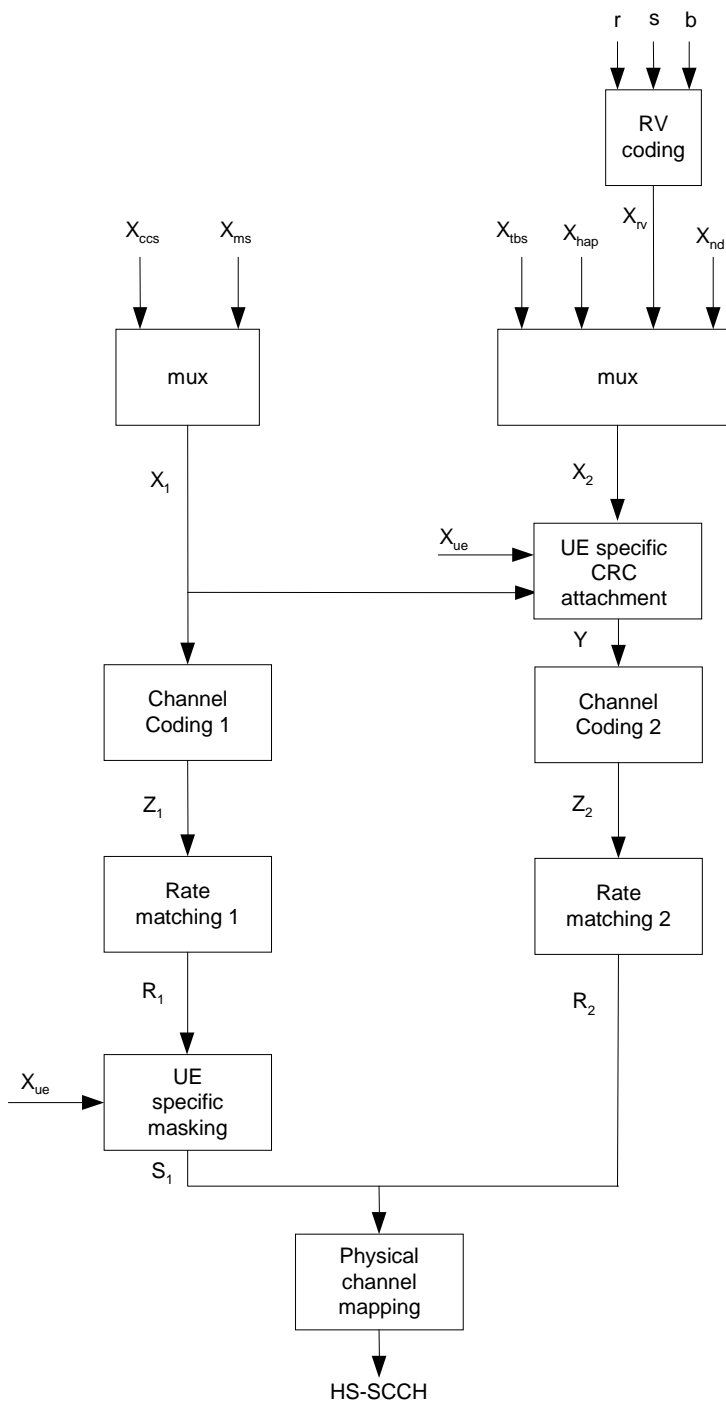 r s b
RV
coding
X_ccs X_ms X_tbs X_hap X_rv X_nd
mux mux
X_1 X_2
X_ue
UE specific
CRC
attachment
Y
Channel
Coding 1
Channel
Coding 2
Z_1 Z_2
Rate
matching 1
Rate
matching 2
R_1 R_2
X_ue
UE
specific
masking
S_1
Physical
channel
mapping
HS-SCCH